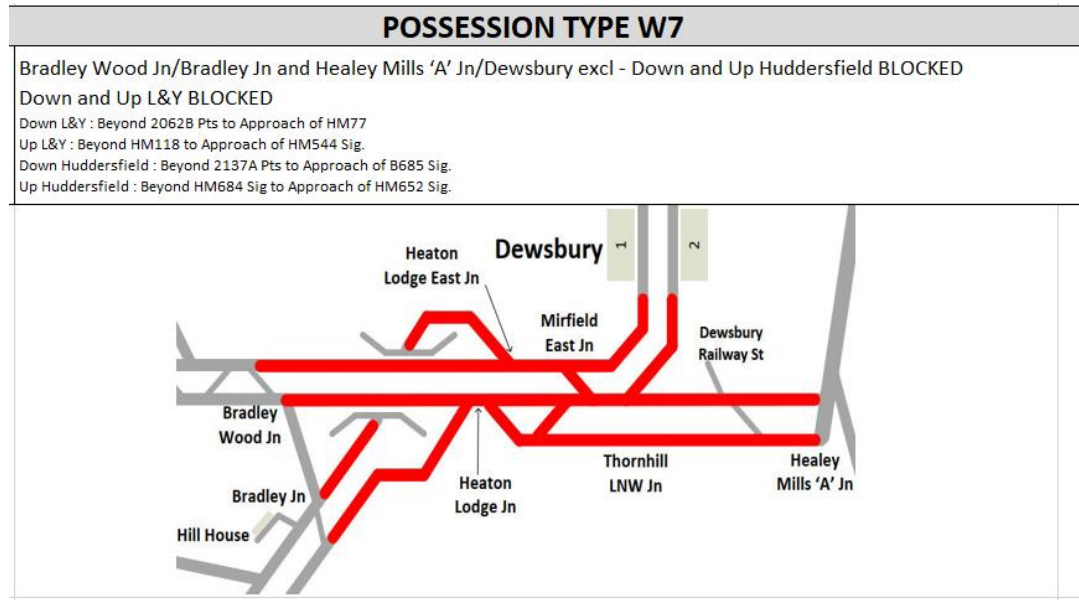 POSSESSION TYPE W7
Bradley Wood Jn/Bradley Jn and Healey Mills ‘A’ Jn/Dewsbury excl - Down and Up Huddersfield BLOCKED
Down and Up L&Y BLOCKED
Down L&Y : Beyond 2062B Pts to Approach of HM77
Up L&Y : Beyond HM118 to Approach of HM544 Sig.
Down Huddersfield : Beyond 2137A Pts to Approach of B685 Sig.
Up Huddersfield : Beyond HM684 Sig to Approach of HM652 Sig.
Heaton
Lodge East Jn
Dewsbury
1
2
Mirfield
East Jn
Dewsbury
Railway St
Bradley
Wood Jn
Bradley Jn
Hill House
Heaton
Lodge Jn
Thornhill
LNW Jn
Healey
Mills ‘A’ Jn